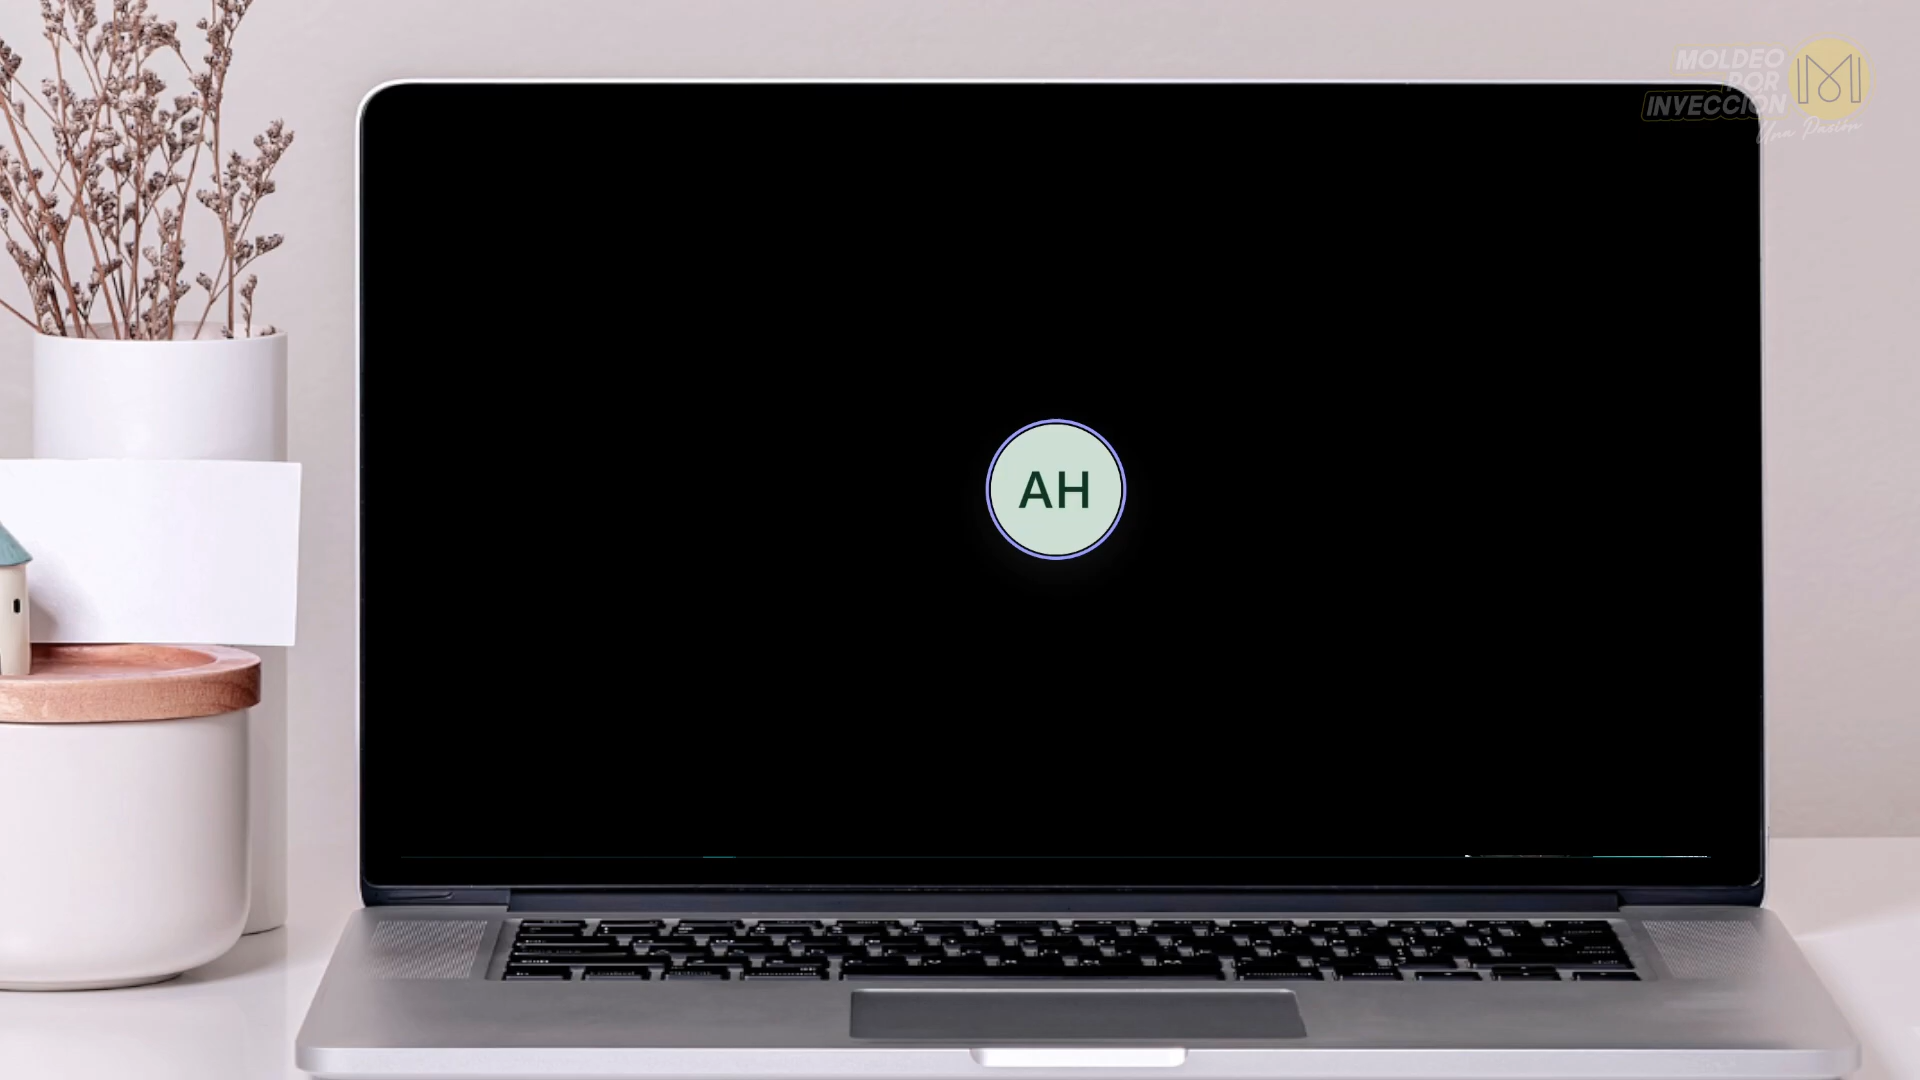 MOLDEO
POR
INYECCIÓN
Una Pasión
AH